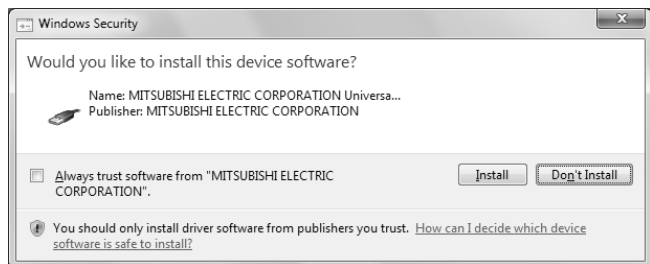 Windows Security
Would you like to install this device software?
Name: MITSUBISHI ELECTRIC CORPORATION Universa...
Publisher: MITSUBISHI ELECTRIC CORPORATION
Always trust software from "MITSUBISHI ELECTRIC
CORPORATION".
Install
Don't Install
You should only install driver software from publishers you trust. How can I decide which device
software is safe to install?